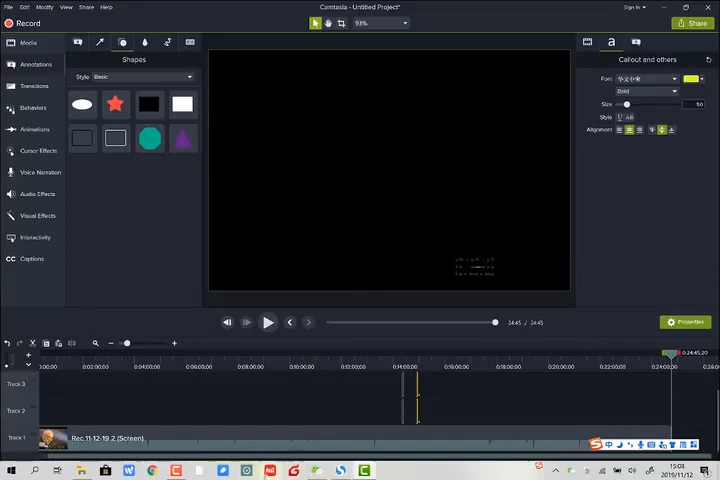 File Edit Modify View Share Help
Camtasia - Untitled Project*
Sign In
Record
93%
Share
Media
Annotations
Transitions
Behaviors
Animations
Cursor Effects
Voice Narration
Audio Effects
Visual Effects
Interactivity
Captions
Shapes
Style Basic
a
Callout and others
Font 华文中宋
Bold
Size 50
Style U AB
Alignment
24:45 / 24:45
Properties
0:24:45;20
0:00:00;00 0:02:00;00 0:04:00;00 0:06:00;00 0:08:00;00 0:10:00;00 0:12:00;00 0:14:00;00 0:16:00;00 0:18:00;00 0:20:00;00 0:22:00;00 0:24:00;00
Track 3
Track 2
Track 1
Rec 11-12-19 2 (Screen)
中
15:08
2019/11/12